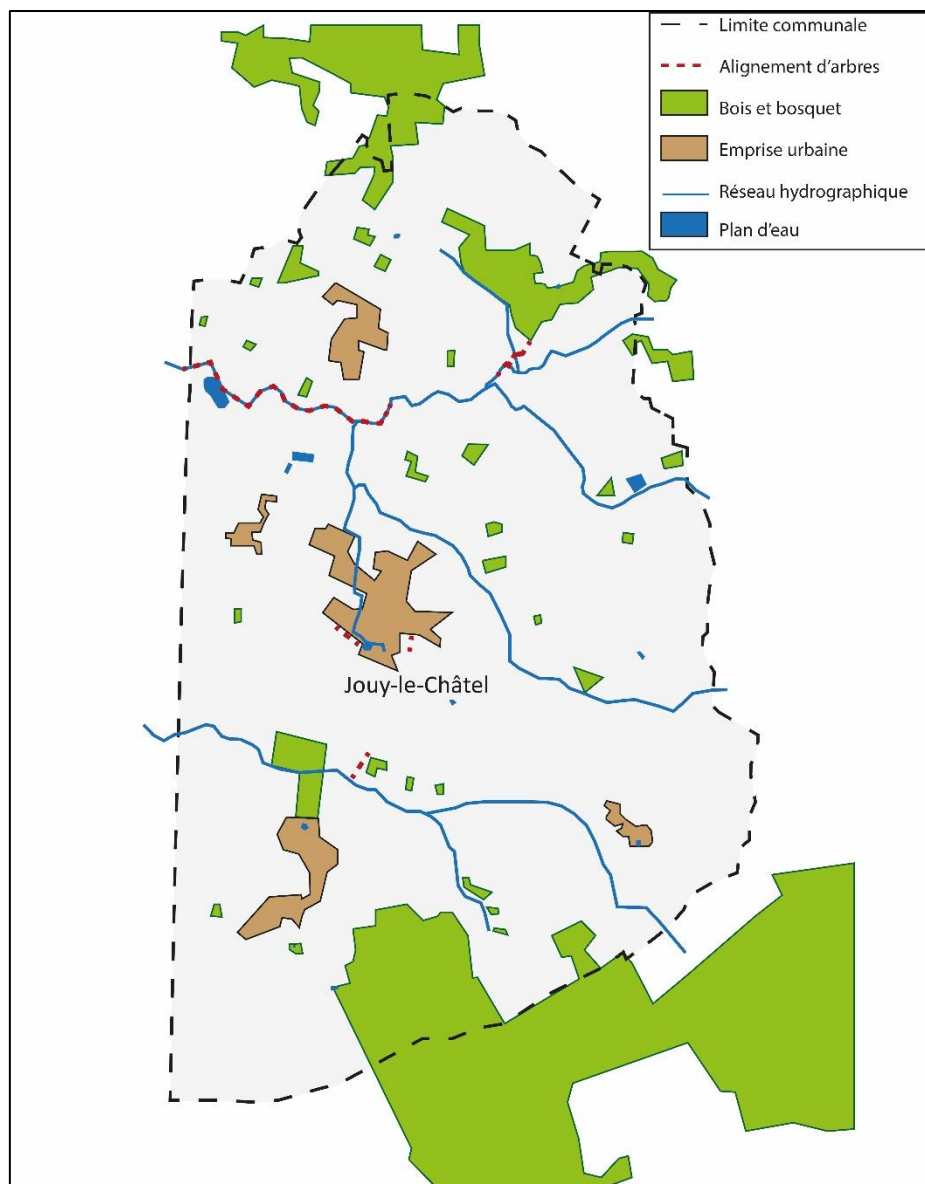 Limite communale
Alignement d'arbres
Bois et bosquet
Emprise urbaine
Réseau hydrographique
Plan d'eau
Jouy-le-Châtel